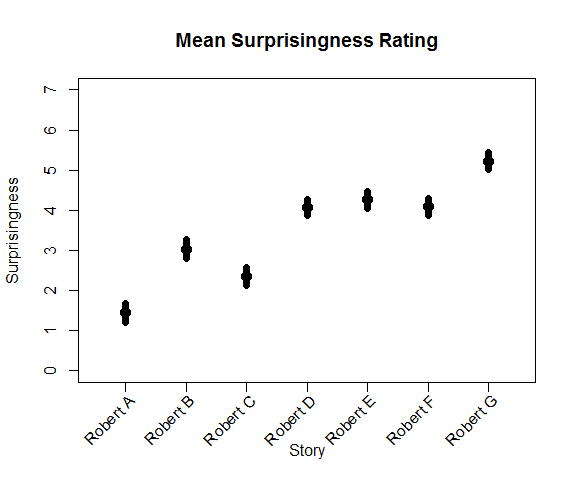 Mean Surprisingness Rating
Surprisingness
7
6
5
4
3
2
1
0
Robert A
Robert B
Robert C
Robert D
Robert E
Robert F
Robert G
Story